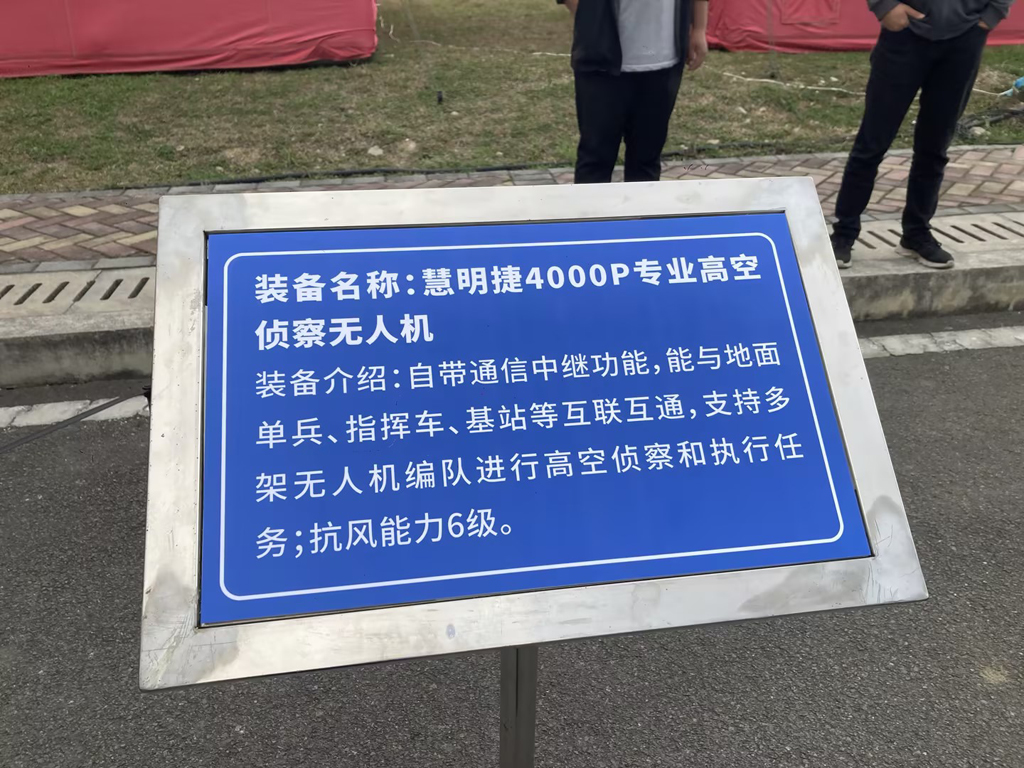 装备名称:慧明捷4000P专业高空
侦察无人机
装备介绍:自带通信中继功能,能与地面
单兵、指挥车、基站等互联互通,支持多
架无人机编队进行高空侦察和执行任
务;抗风能力6级。